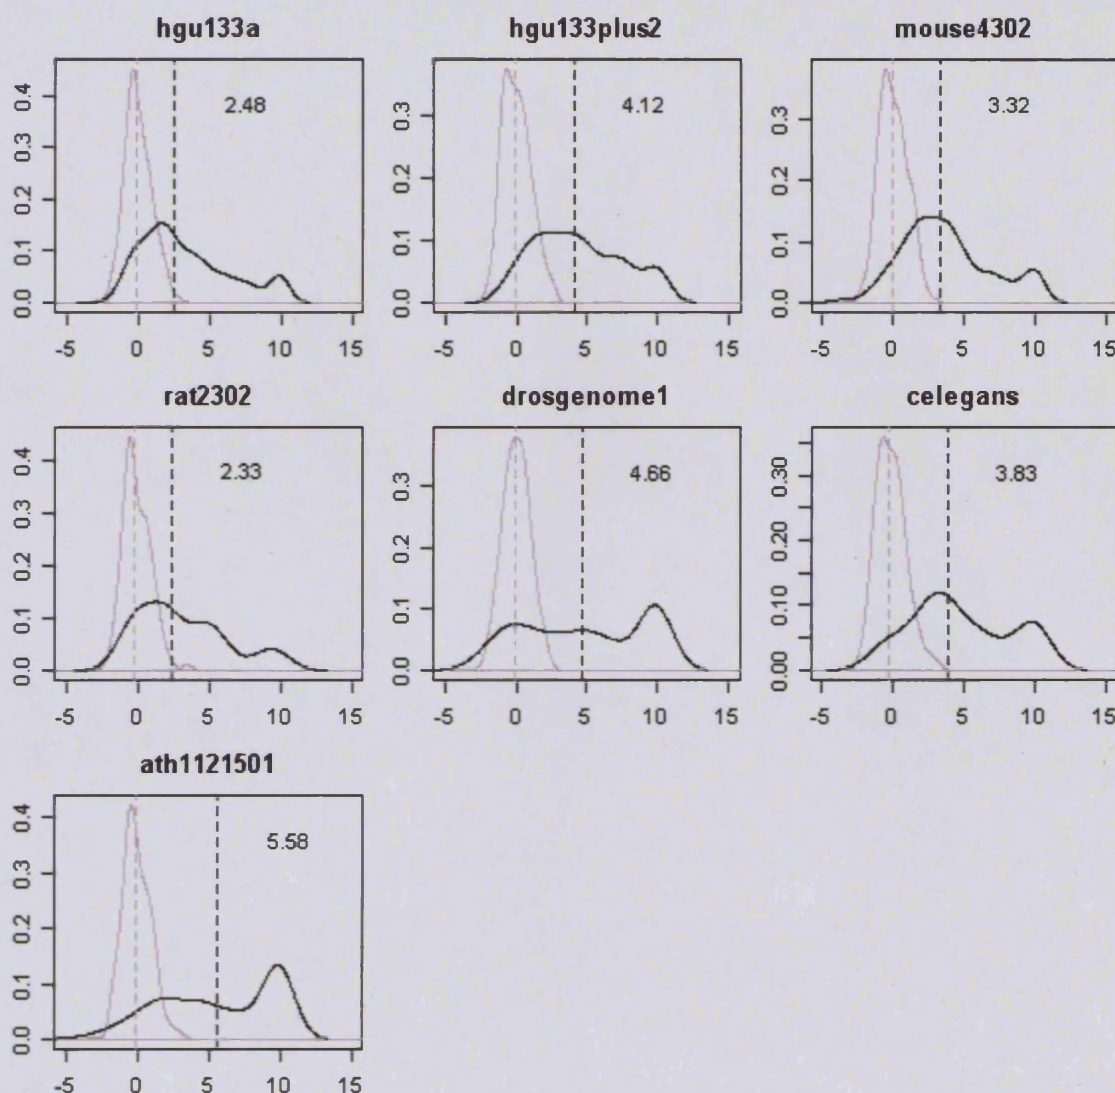 hgu133a hgu133plus2 mouse4302
0.0 0.1 0.2 0.3 0.4
2.48
-5 0 5 10 15
0.0 0.1 0.2 0.3
4.12
-5 0 5 10 15
0.0 0.1 0.2 0.3
3.32
-5 0 5 10 15
rat2302 drosgenome1 celegans
0.0 0.1 0.2 0.3 0.4
2.33
-5 0 5 10 15
0.0 0.1 0.2 0.3
4.66
-5 0 5 10 15
0.00 0.10 0.20 0.30
3.83
-5 0 5 10 15
ath1121501
0.0 0.1 0.2 0.3 0.4
5.58
-5 0 5 10 15